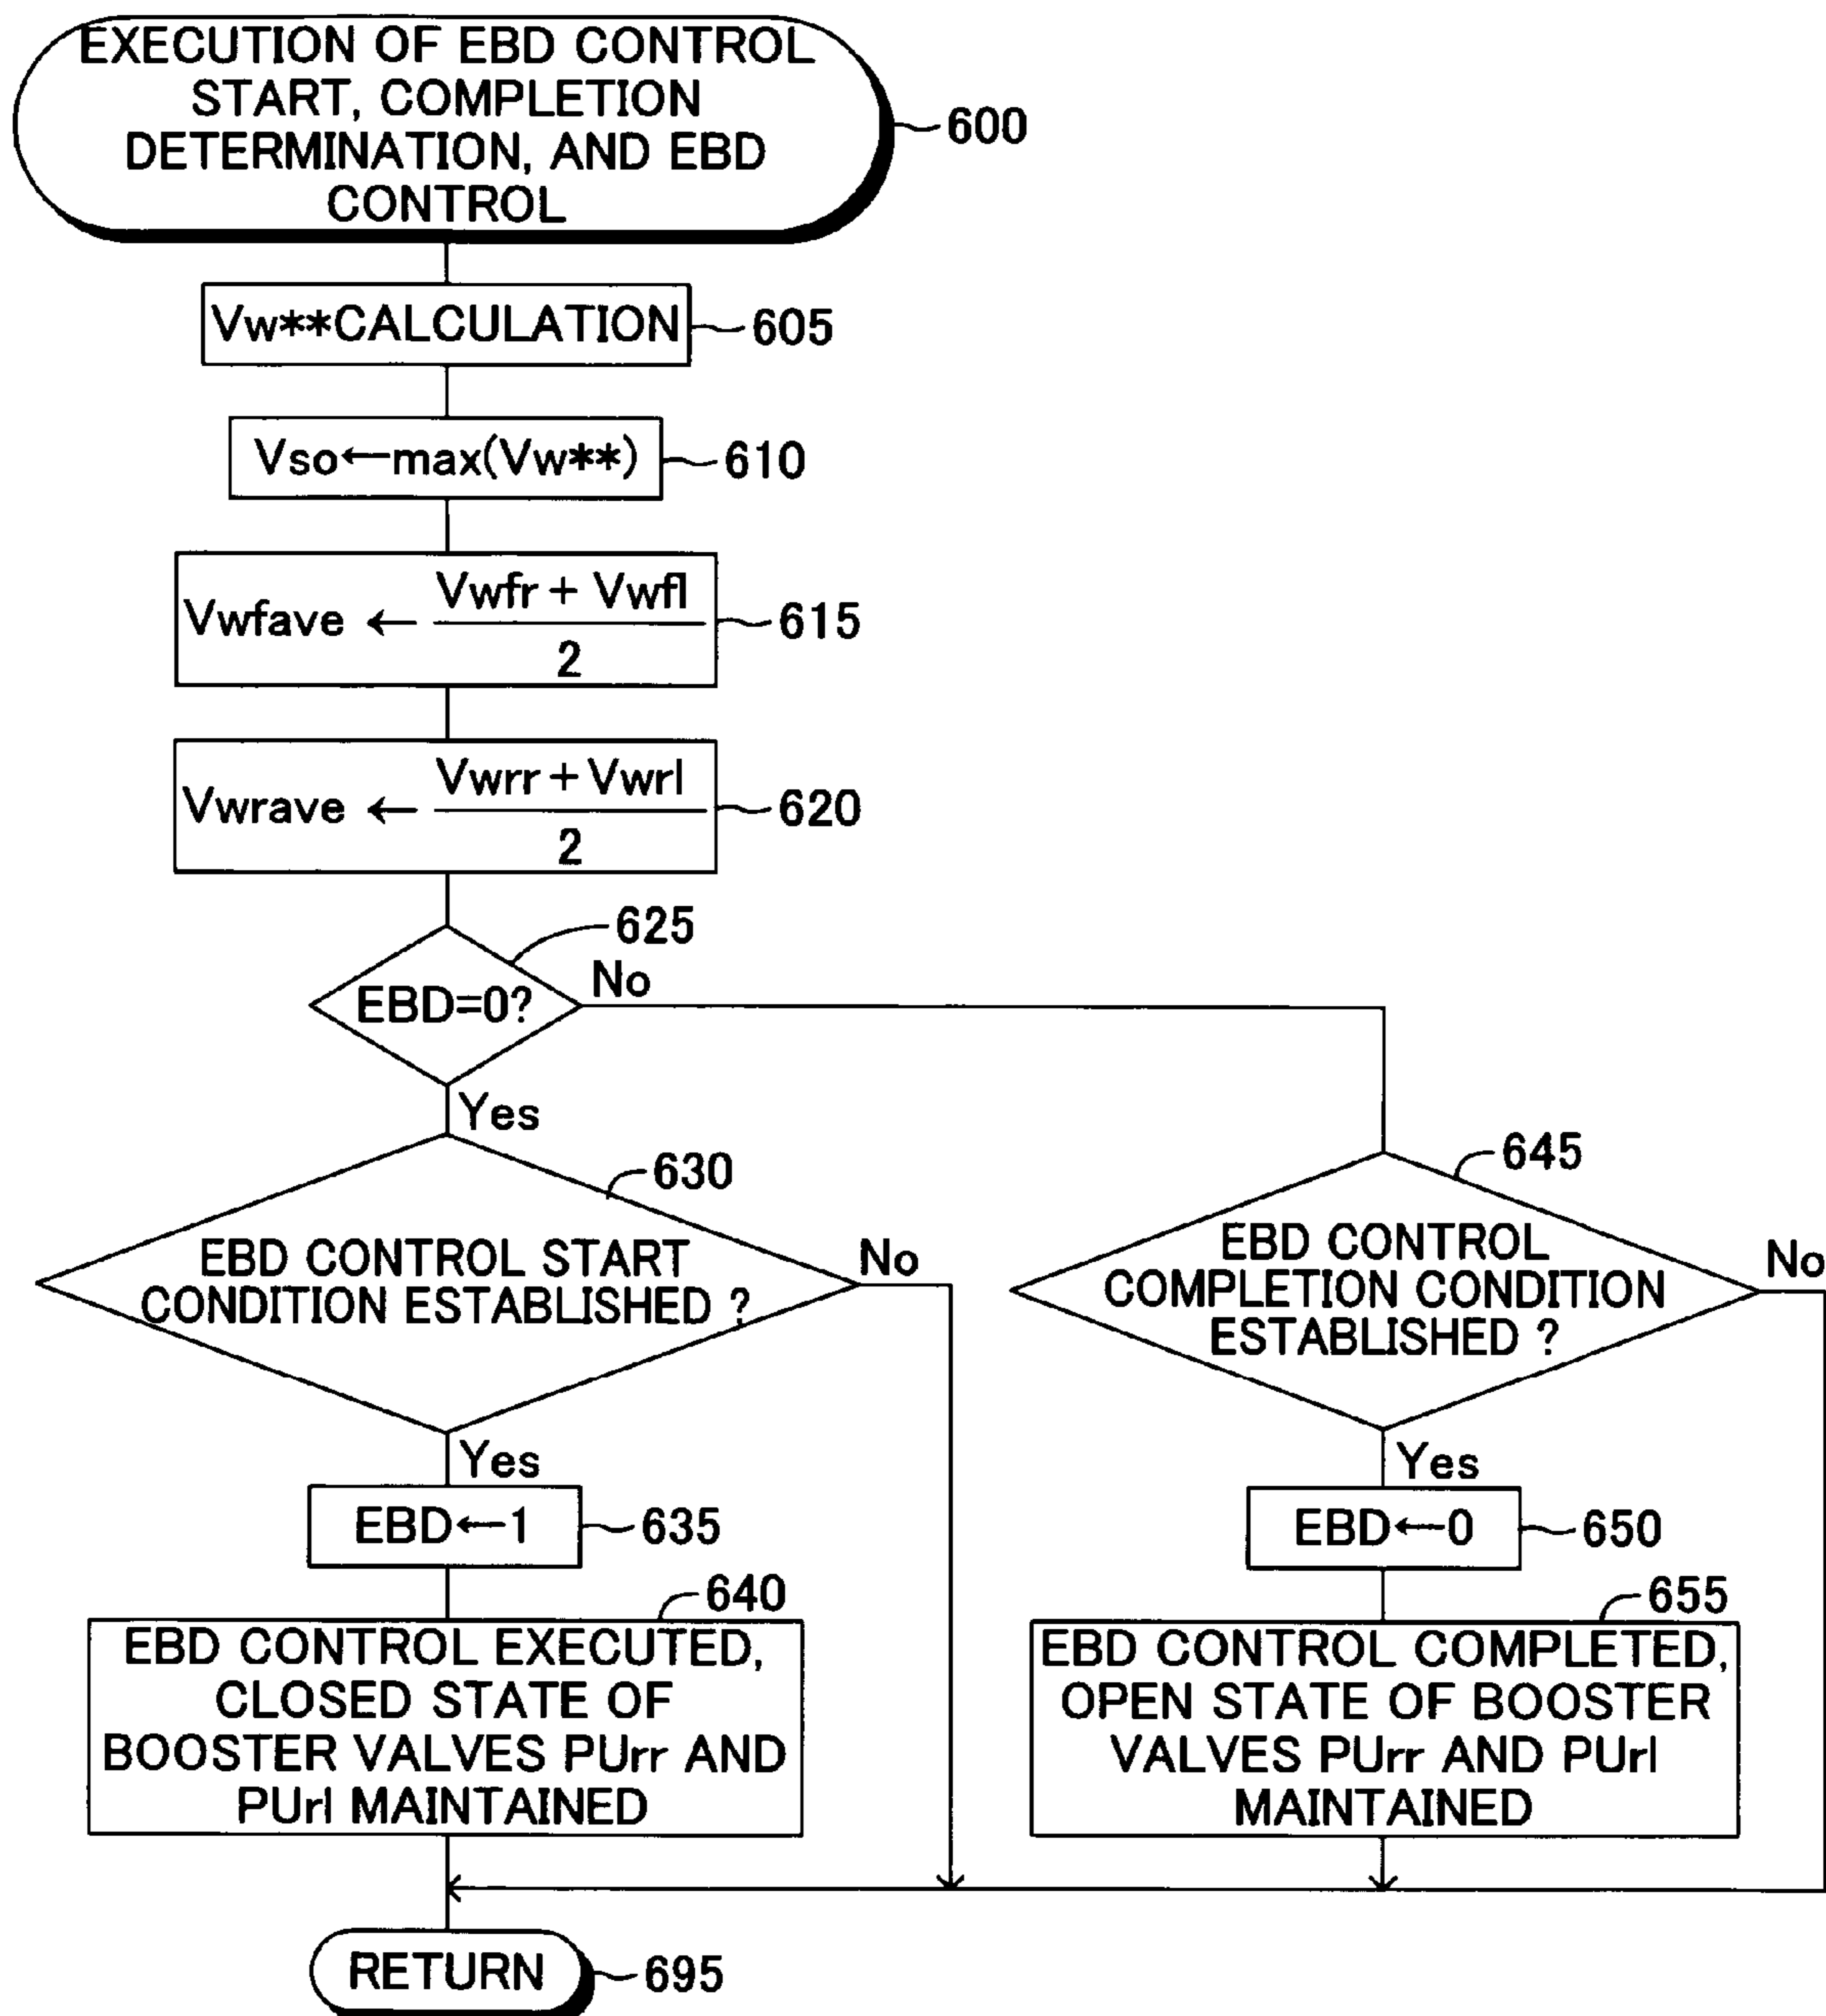 EXECUTION OF EBD CONTROL
START, COMPLETION
DETERMINATION, AND EBD
CONTROL
600
Vw**CALCULATION
605
Vso←max(Vw**)
610
Vwfave ← Vwfr + Vwfl
2
615
Vwrave ← Vwrr + Vwrl
2
620
625
EBD=0?
No
Yes
630
EBD CONTROL START
CONDITION ESTABLISHED ?
No
Yes
EBD←1
635
640
EBD CONTROL EXECUTED,
CLOSED STATE OF
BOOSTER VALVES PUrr AND
PUrl MAINTAINED
645
EBD CONTROL
COMPLETION CONDITION
ESTABLISHED ?
No
Yes
EBD←0
650
655
EBD CONTROL COMPLETED,
OPEN STATE OF BOOSTER
VALVES PUrr AND PUrl
MAINTAINED
RETURN
695